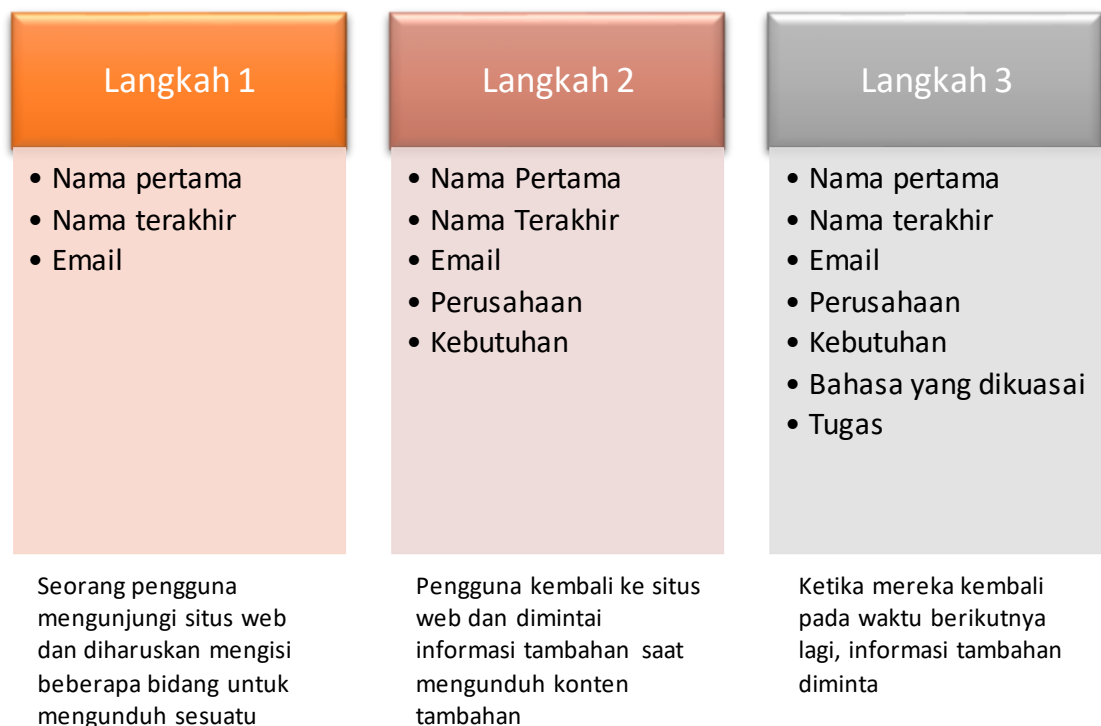 Langkah 1
• Nama pertama
• Nama terakhir
• Email
Seorang pengguna
mengunjungi situs web
dan diharuskan mengisi
beberapa bidang untuk
mengunduh sesuatu
Langkah 2
• Nama Pertama
• Nama Terakhir
• Email
• Perusahaan
• Kebutuhan
Pengguna kembali ke situs
web dan dimintai
informasi tambahan saat
mengunduh konten
tambahan
Langkah 3
• Nama pertama
• Nama terakhir
• Email
• Perusahaan
• Kebutuhan
• Bahasa yang dikuasai
• Tugas
Ketika mereka kembali
pada waktu berikutnya
lagi, informasi tambahan
diminta